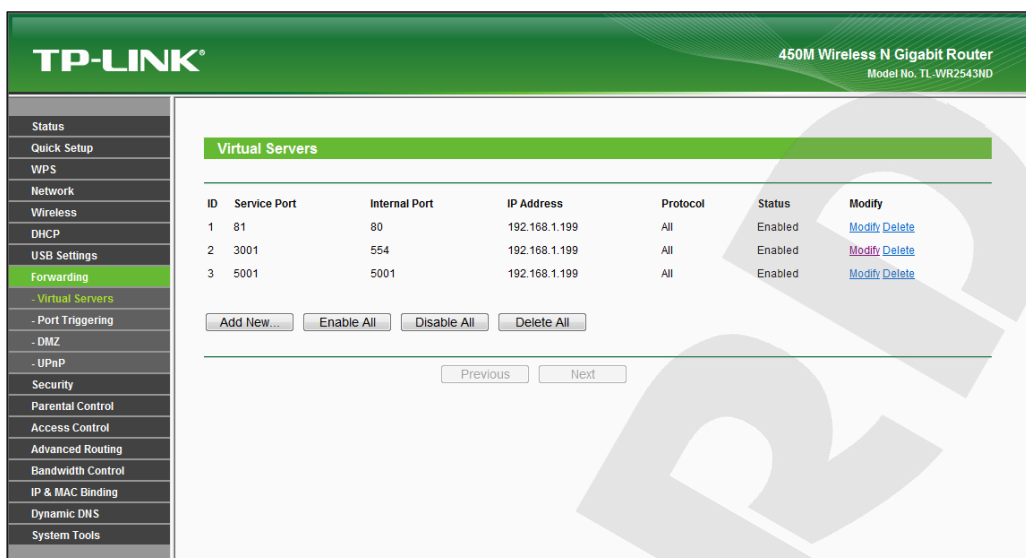 TP-LINK®
450M Wireless N Gigabit Router
Model No. TL-WR2543ND
Status
Quick Setup
WPS
Network
Wireless
DHCP
USB Settings
Forwarding
- Virtual Servers
- Port Triggering
- DMZ
- UPnP
Security
Parental Control
Access Control
Advanced Routing
Bandwidth Control
IP & MAC Binding
Dynamic DNS
System Tools
Virtual Servers
ID Service Port Internal Port IP Address Protocol Status Modify
1 81 80 192.168.1.199 All Enabled Modify Delete
2 3001 554 192.168.1.199 All Enabled Modify Delete
3 5001 5001 192.168.1.199 All Enabled Modify Delete
Add New... Enable All Disable All Delete All
Previous Next